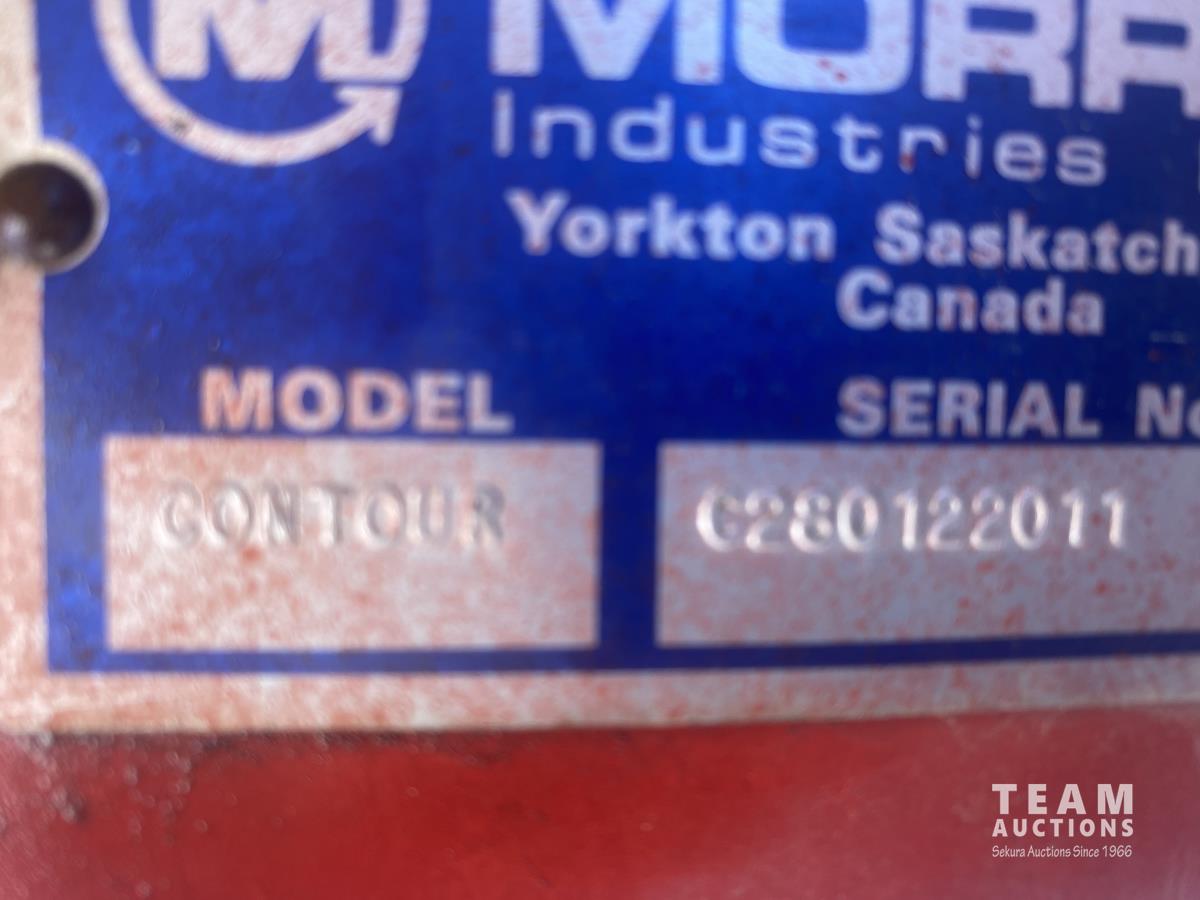 M MORR
industries
Yorkton Saskatch
Canada
MODEL SERIAL No
CONTOUR C280122011
TEAM
AUCTIONS
Sekura Auctions Since 1966